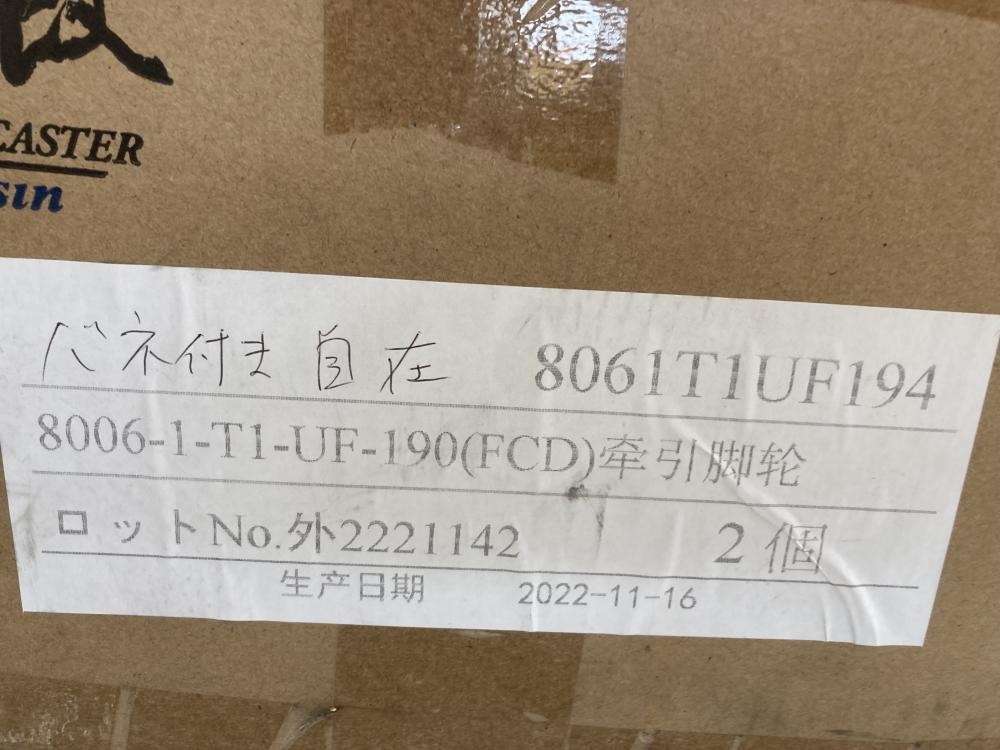 CASTER
バネ付き 自在 8061T1UF194
8006-1-T1-UF-190(FCD)牵引脚轮
ロットNo.外2221142 2個
生产日期 2022-11-16